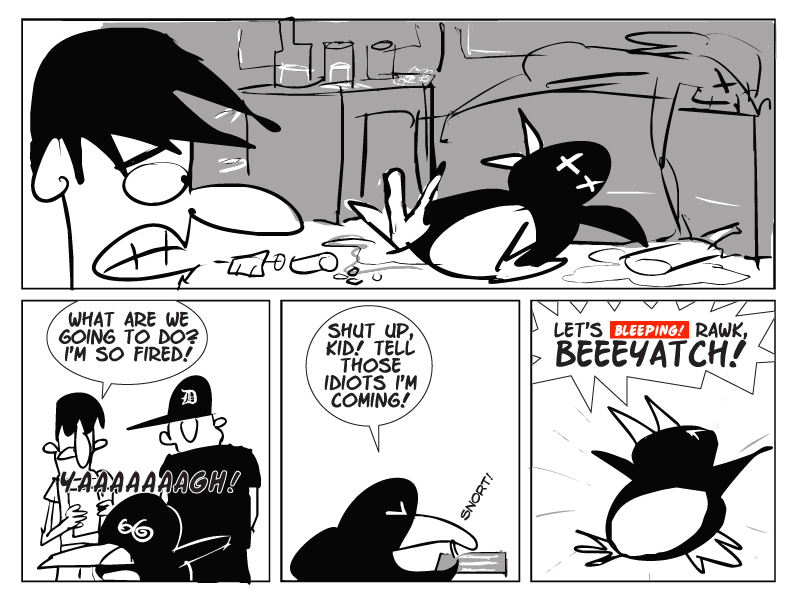 WHAT ARE WE
GOING TO DO?
I'M SO FIRED!
D
Y-AAAAAAAGH!
SHUT UP,
KID! TELL
THOSE
IDIOTS I'M
COMING!
SNORT!
LET'S BLEEPING! RAWK,
BEEEYATCH!